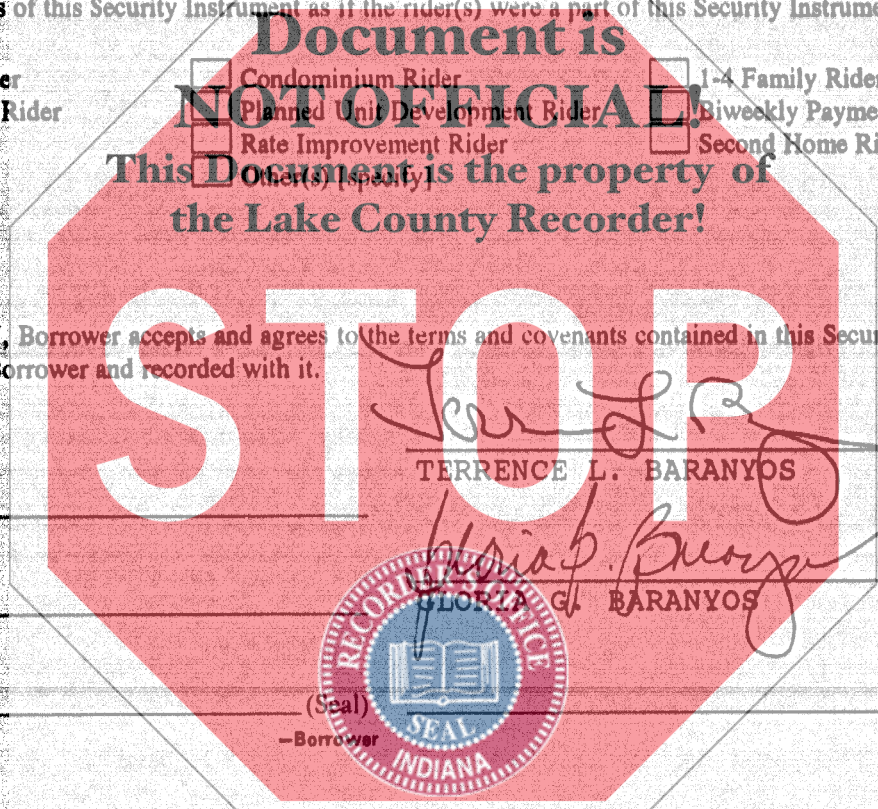 s of this Security Instrument as if the rider(s) were a part of this Security Instrume
Document is
er Condominium Rider 1-4 Family Rider
NOT OFFICIAL!
Rider Planned Unit Development Rider Biweekly Payme
Rate Improvement Rider Second Home Ri
This Document is the property of
Other(s) [specify]
the Lake County Recorder!
STOP
, Borrower accepts and agrees to the terms and covenants contained in this Secur
orrower and recorded with it.
TERRENCE L. BARANYOS
GLORIA G. BARANYOS
RECORDER'S OFFICE
(Seal)
-Borrower
SEAL
INDIANA